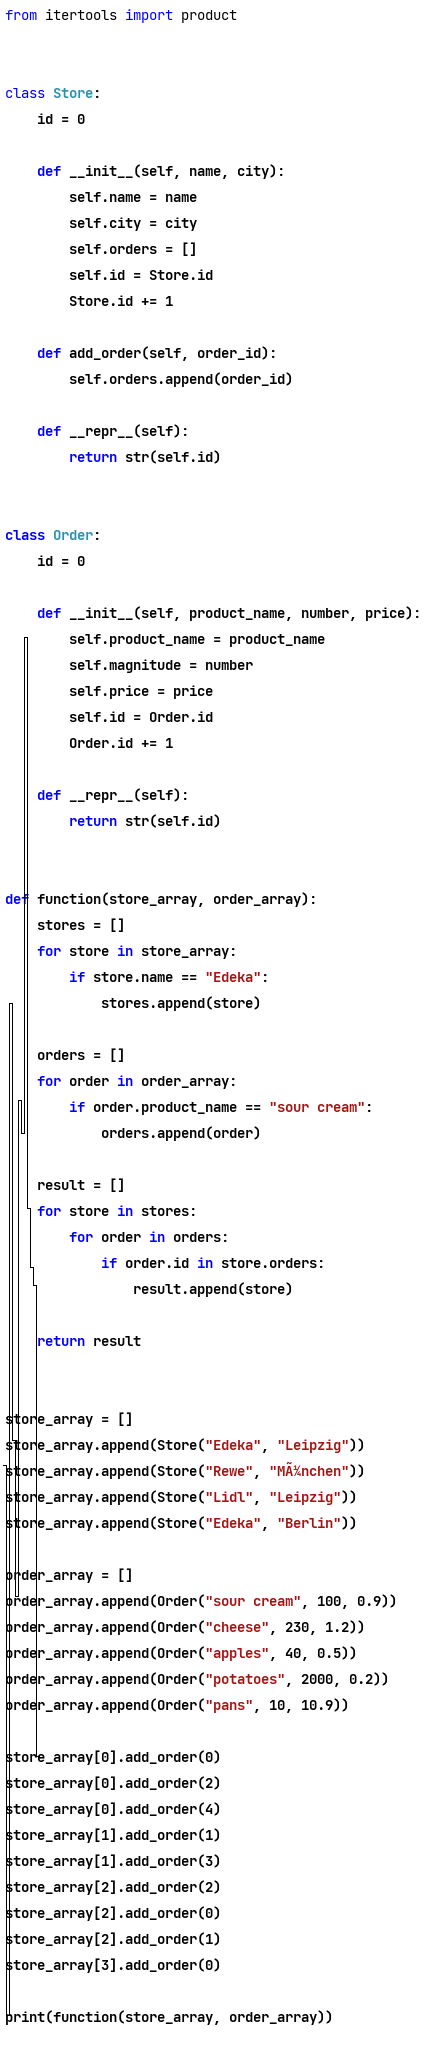 from itertools import product
class Store:
    id = 0
    def __init__(self, name, city):
        self.name = name
        self.city = city
        self.orders = []
        self.id = Store.id
        Store.id += 1
    def add_order(self, order_id):
        self.orders.append(order_id)
    def __repr__(self):
        return str(self.id)
class Order:
    id = 0
    def __init__(self, product_name, number, price):
        self.product_name = product_name
        self.magnitude = number
        self.price = price
        self.id = Order.id
        Order.id += 1
    def __repr__(self):
        return str(self.id)
def function(store_array, order_array):
    stores = []
    for store in store_array:
        if store.name == "Edeka":
            stores.append(store)
    orders = []
    for order in order_array:
        if order.product_name == "sour cream":
            orders.append(order)
    result = []
    for store in stores:
        for order in orders:
            if order.id in store.orders:
                result.append(store)
    return result
store_array = []
store_array.append(Store("Edeka", "Leipzig"))
store_array.append(Store("Rewe", "MÃ¼nchen"))
store_array.append(Store("Lidl", "Leipzig"))
store_array.append(Store("Edeka", "Berlin"))
order_array = []
order_array.append(Order("sour cream", 100, 0.9))
order_array.append(Order("cheese", 230, 1.2))
order_array.append(Order("apples", 40, 0.5))
order_array.append(Order("potatoes", 2000, 0.2))
order_array.append(Order("pans", 10, 10.9))
store_array[0].add_order(0)
store_array[0].add_order(2)
store_array[0].add_order(4)
store_array[1].add_order(1)
store_array[1].add_order(3)
store_array[2].add_order(2)
store_array[2].add_order(0)
store_array[2].add_order(1)
store_array[3].add_order(0)
print(function(store_array, order_array))